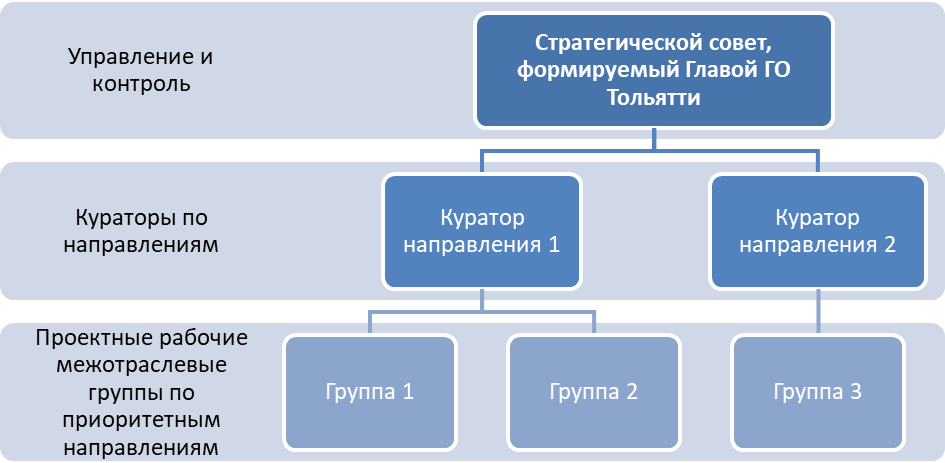 Управление и
контроль
Стратегической совет,
формируемый Главой ГО
Тольятти
Кураторы по
направлениям
Куратор
направления 1
Куратор
направления 2
Проектные рабочие
межотраслевые
группы по
приоритетным
направлениям
Группа 1
Группа 2
Группа 3